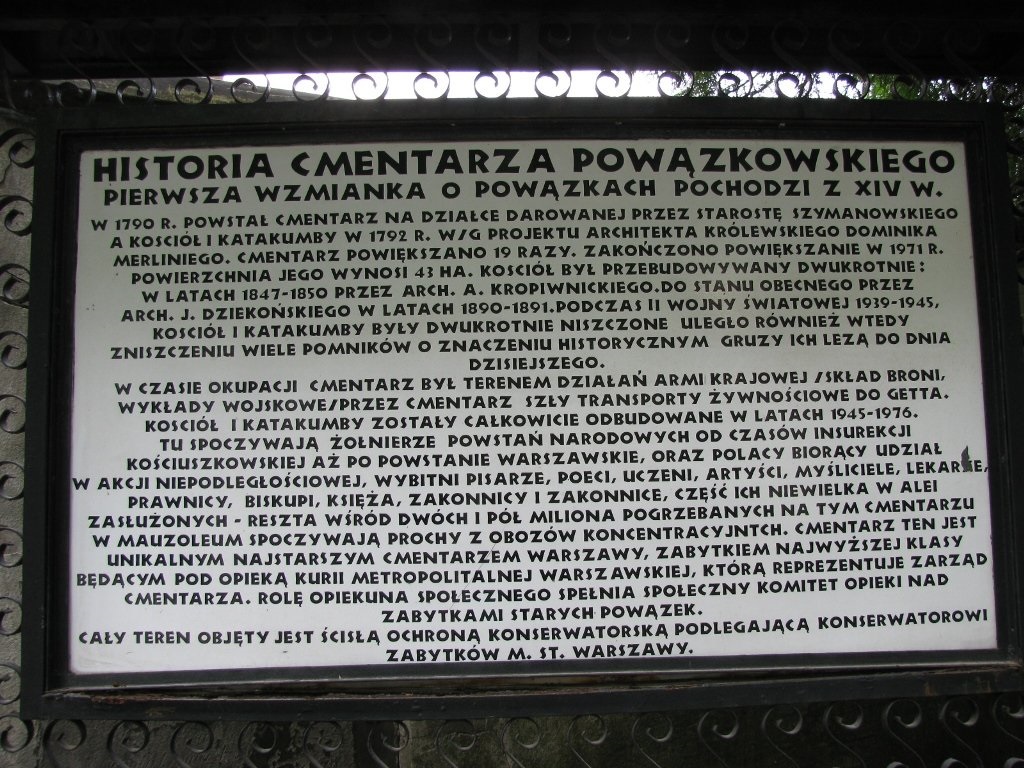 HISTORIA CMENTARZA POWĄZKOWSKIEGO
PIERWSZA WZMIANKA O POWĄZKACH POCHODZI Z XIV W.
W 1790 R. POWSTAŁ CMENTARZ NA DZIAŁCE DAROWANEJ PRZEZ STAROSTĘ SZYMANOWSKIEGO
A KOSCIÓŁ I KATAKUMBY W 1792 R. W/G PROJEKTU ARCHITEKTA KRÓLEWSKIEGO DOMINIKA
MERLINIEGO. CMENTARZ POWIĘKSZANO 19 RAZY. ZAKOŃCZONO POWIĘKSZANIE W 1971 R.
POWIERZCHNIA JEGO WYNOSI 43 HA. KOSCIÓŁ BYŁ PRZEBUDOWYWANY DWUKROTNIE:
W LATACH 1847-1850 PRZEZ ARCH. A. KROPIWNICKIEGO.DO STANU OBECNEGO PRZEZ
ARCH. J. DZIEKOŃSKIEGO W LATACH 1890-1891.PODCZAS II WOJNY ŚWIATOWEJ 1939-1945,
KOSCIÓŁ I KATAKUMBY BYŁY DWUKROTNIE NISZCZONE ULEGŁO RÓWNIEŻ WTEDY
ZNISZCZENIU WIELE POMNIKÓW O ZNACZENIU HISTORYCZNYM GRUZY ICH LEZĄ DO DNIA
DZISIEJSZEGO.
W CZASIE OKUPACJI CMENTARZ BYŁ TERENEM DZIAŁAŃ ARMI KRAJOWEJ /SKŁAD BRONI,
WYKŁADY WOJSKOWE/PRZEZ CMENTARZ SZŁY TRANSPORTY ŻYWNOŚCIOWE DO GETTA.
KOŚCIÓŁ I KATAKUMBY ZOSTAŁY CAŁKOWICIE ODBUDOWANE W LATACH 1945-1976.
TU SPOCZYWAJĄ ŻOŁNIERZE POWSTAŃ NARODOWYCH OD CZASÓW INSUREKCJI
KOŚCIUSZKOWSKIEJ AŻ PO POWSTANIE WARSZAWSKIE, ORAZ POLACY BIORĄCY UDZIAŁ
W AKCJI NIEPODLEGŁOŚCIOWEJ, WYBITNI PISARZE, POECI, UCZENI, ARTYŚCI, MYŚLICIELE, LEKARZE,
PRAWNICY, BISKUPI, KSIĘŻA, ZAKONNICY I ZAKONNICE, CZĘŚĆ ICH NIEWIELKA W ALEI
ZASŁUŻONYCH - RESZTA WŚRÓD DWÓCH I PÓŁ MILIONA POGRZEBANYCH NA TYM CMENTARZU
W MAUZOLEUM SPOCZYWAJĄ PROCHY Z OBOZÓW KONCENTRACYJNTCH. CMENTARZ TEN JEST
UNIKALNYM NAJSTARSZYM CMENTARZEM WARSZAWY, ZABYTKIEM NAJWYŻSZEJ KLASY
BĘDĄCYM POD OPIEKĄ KURII METROPOLITALNEJ WARSZAWSKIEJ, KTÓRĄ REPREZENTUJE ZARZĄD
CMENTARZA. ROLĘ OPIEKUNA SPOŁECZNEGO SPEŁNIA SPOŁECZNY KOMITET OPIEKI NAD
ZABYTKAMI STARYCH POWĄZEK.
CAŁY TEREN OBJĘTY JEST ŚCISŁĄ OCHRONĄ KONSERWATORSKĄ PODLEGAJĄCĄ KONSERWATOROWI
ZABYTKÓW M. ST. WARSZAWY.